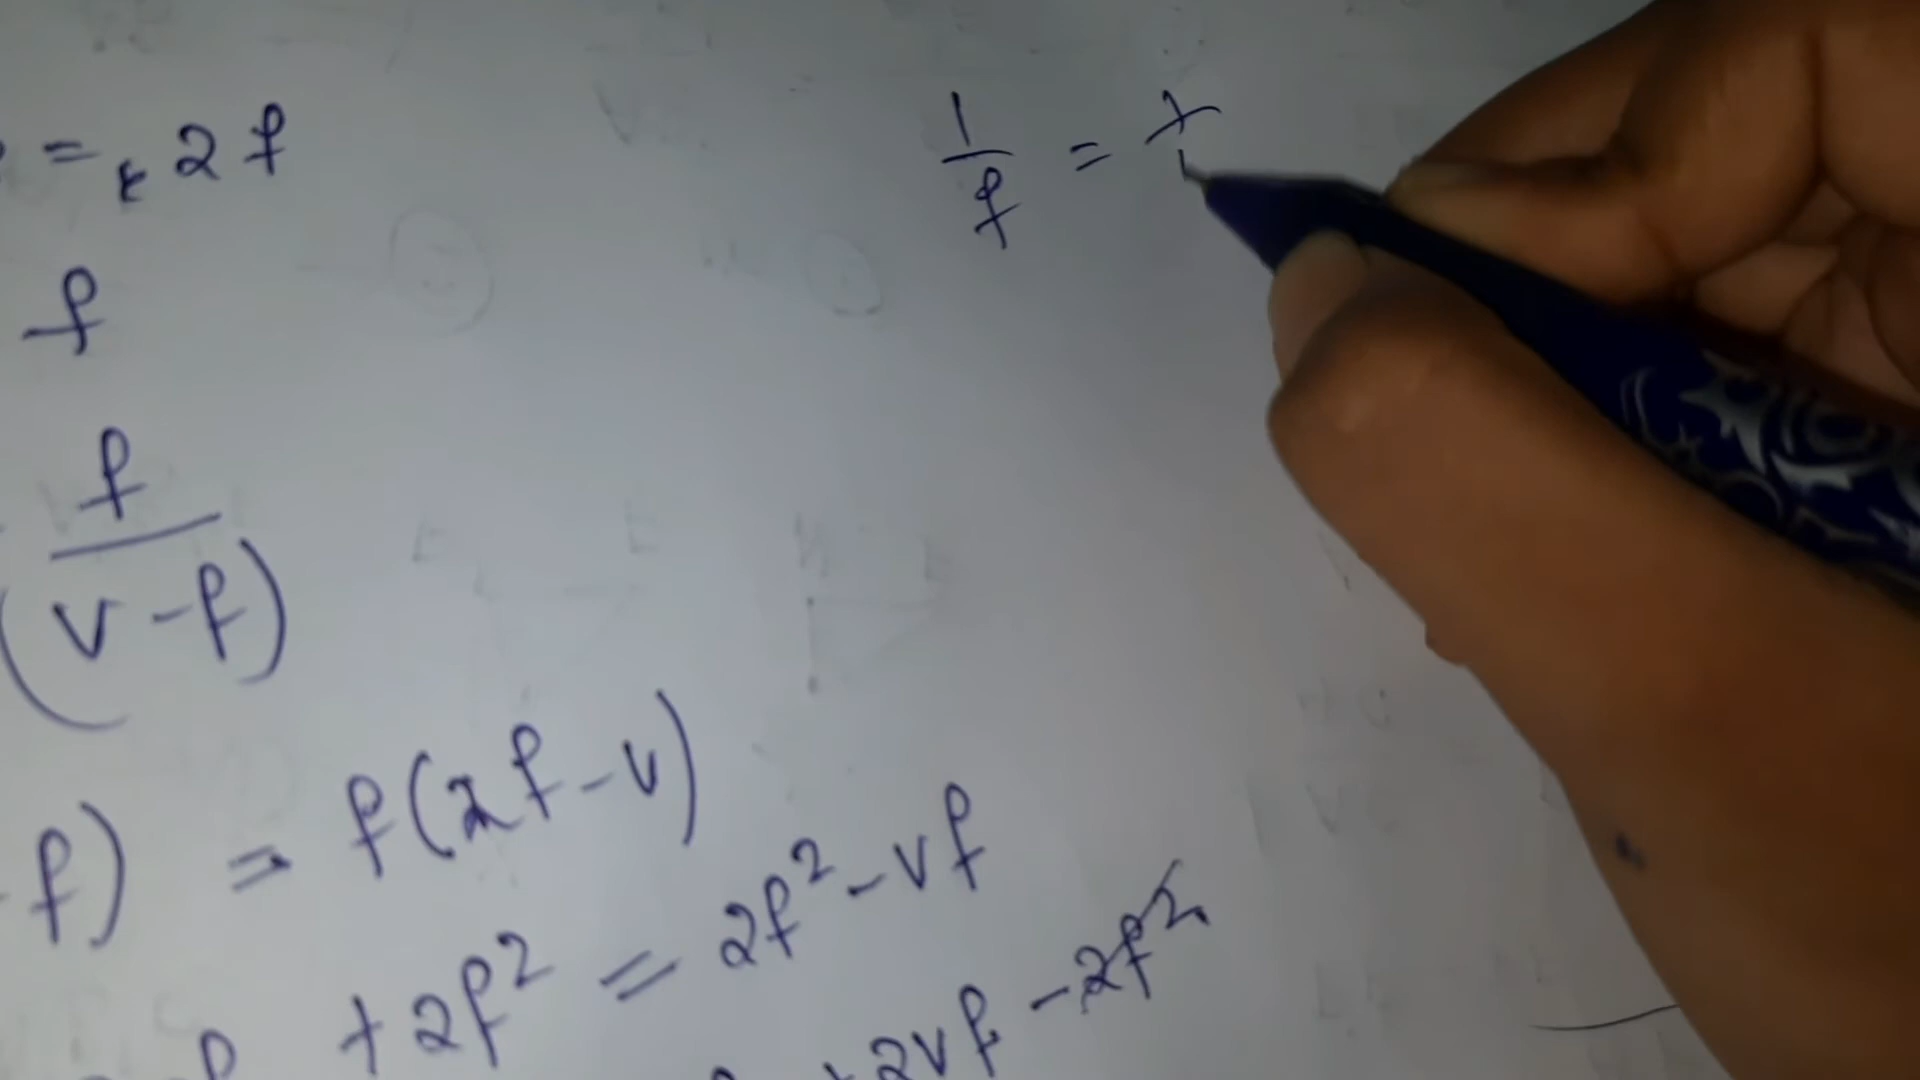 = 2f
1/f = 1/
f
f/(v-f)
f) = f(2f-v)
+2f² = 2f²-vf
f +2vf -2f²